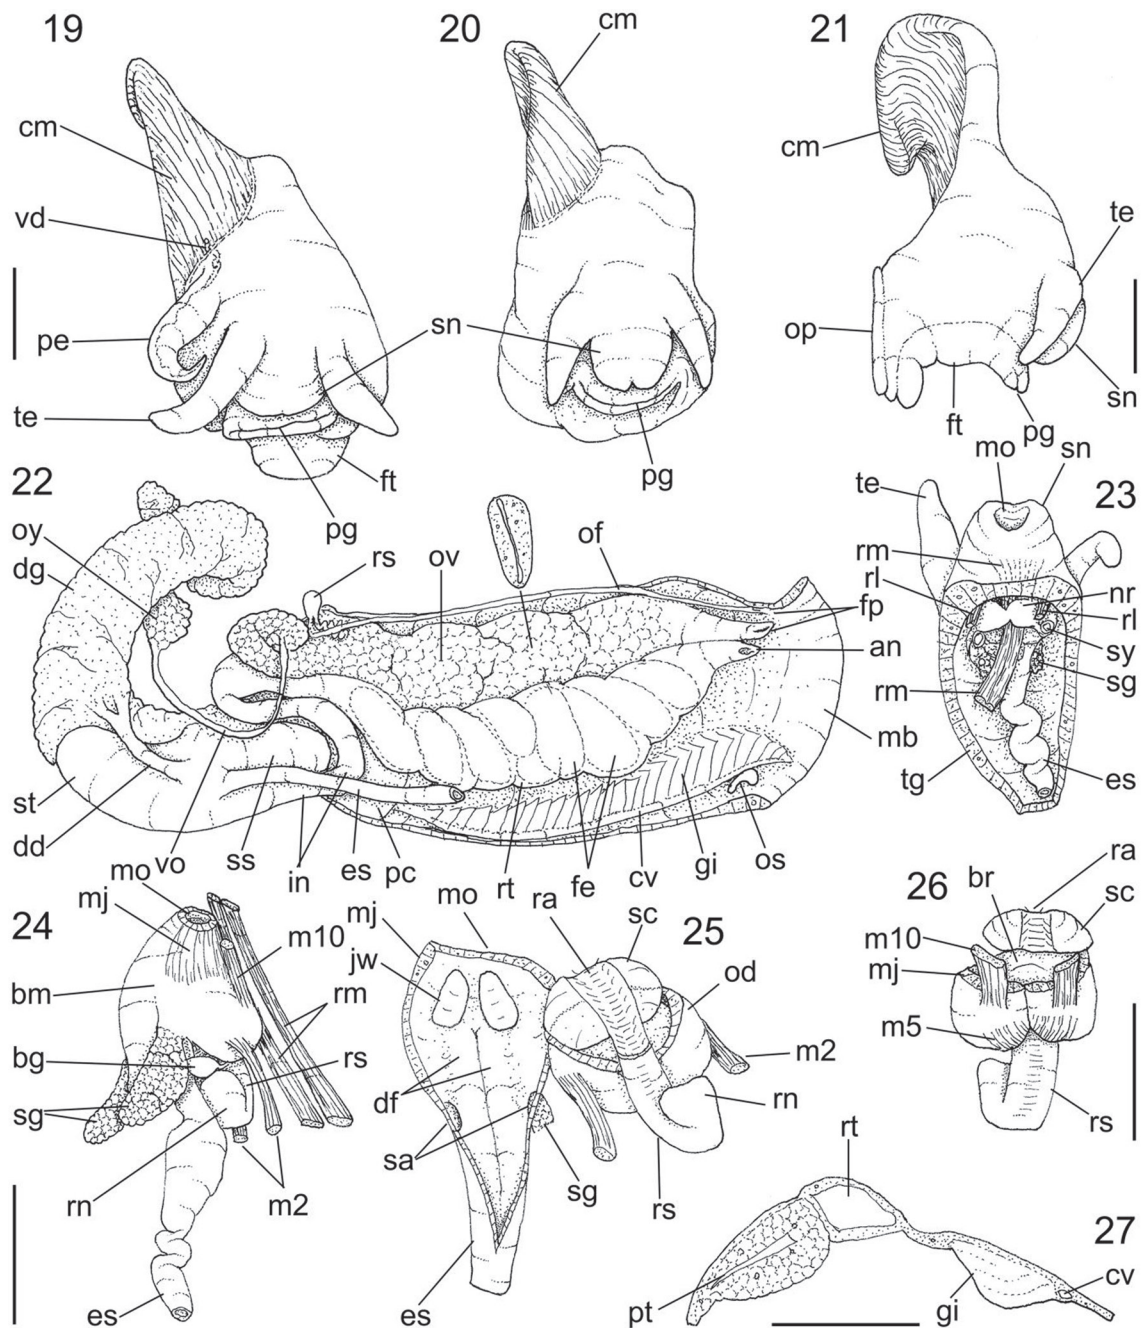 19
20
21
cm
cm
cm
vd
te
pe
sn
op
te
sn
ft
pg
ft
pg
pg
22
23
mo
sn
te
oy
dg
rs
ov
of
rm
rl
nr
rl
fp
an
sy
sg
rm
mb
st
tg
es
dd
mo
vo
ss
in
es
pc
rt
fe
cv
gi
os
24
25
26
mj
m10
mj
mo
ra
sc
br
ra
sc
jw
od
m10
mj
bm
rm
m5
bg
rs
m2
sg
df
rn
rs
sa
rn
m2
sg
rs
rt
27
es
es
pt
gi
cv